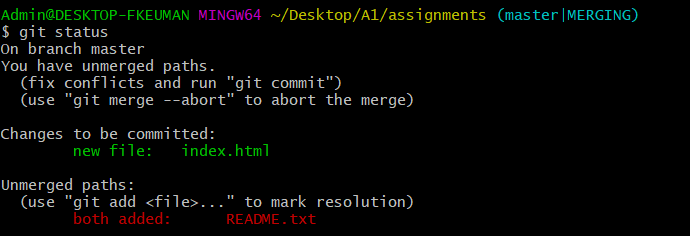 Admin@DESKTOP-FKEUMAN MINGW64 ~/Desktop/A1/assignments (master|MERGING)
$ git status
On branch master
You have unmerged paths.
  (fix conflicts and run "git commit")
  (use "git merge --abort" to abort the merge)

Changes to be committed:
        new file:   index.html

Unmerged paths:
  (use "git add <file>..." to mark resolution)
        both added:      README.txt